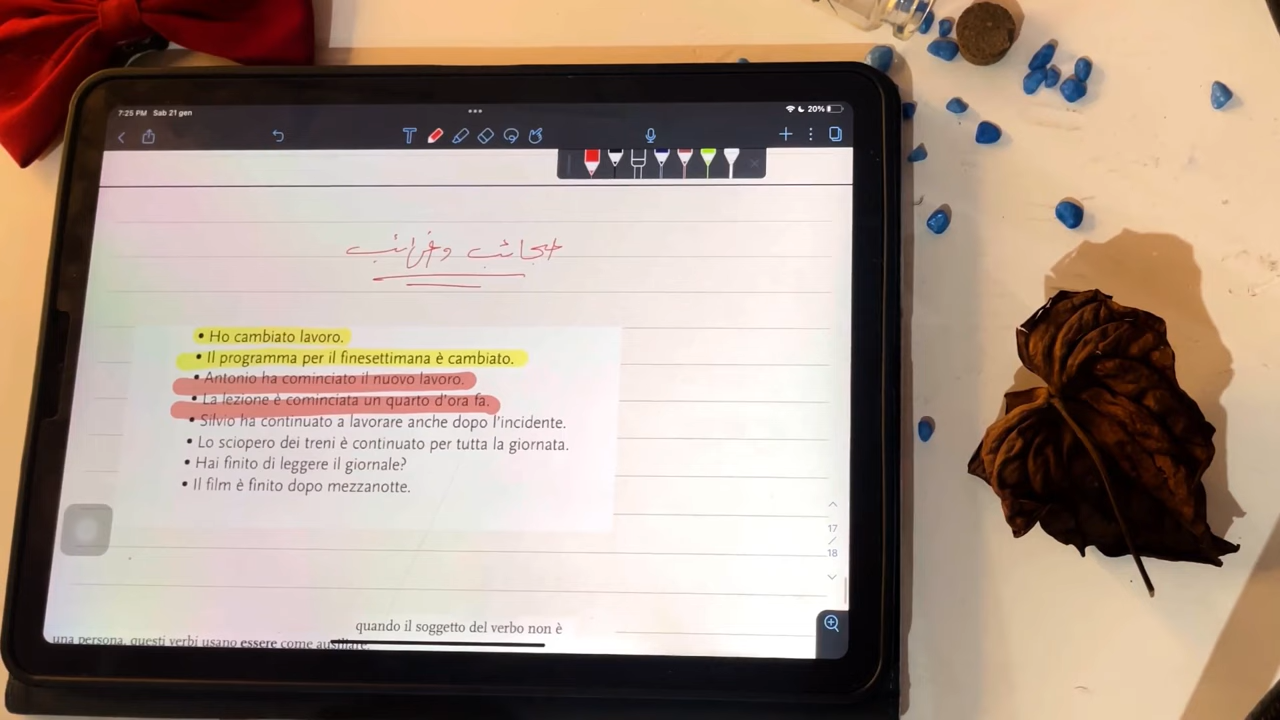 7:25 PM Sab 21 gen
20%
عجائب وغرائب
• Ho cambiato lavoro.
• Il programma per il finesettimana è cambiato.
• Antonio ha cominciato il nuovo lavoro.
• La lezione è cominciata un quarto d'ora fa.
• Silvio ha continuato a lavorare anche dopo l'incidente.
• Lo sciopero dei treni è continuato per tutta la giornata.
• Hai finito di leggere il giornale?
• Il film è finito dopo mezzanotte.
17
/
18
quando il soggetto del verbo non è
una persona, questi verbi usano essere come ausiliare.